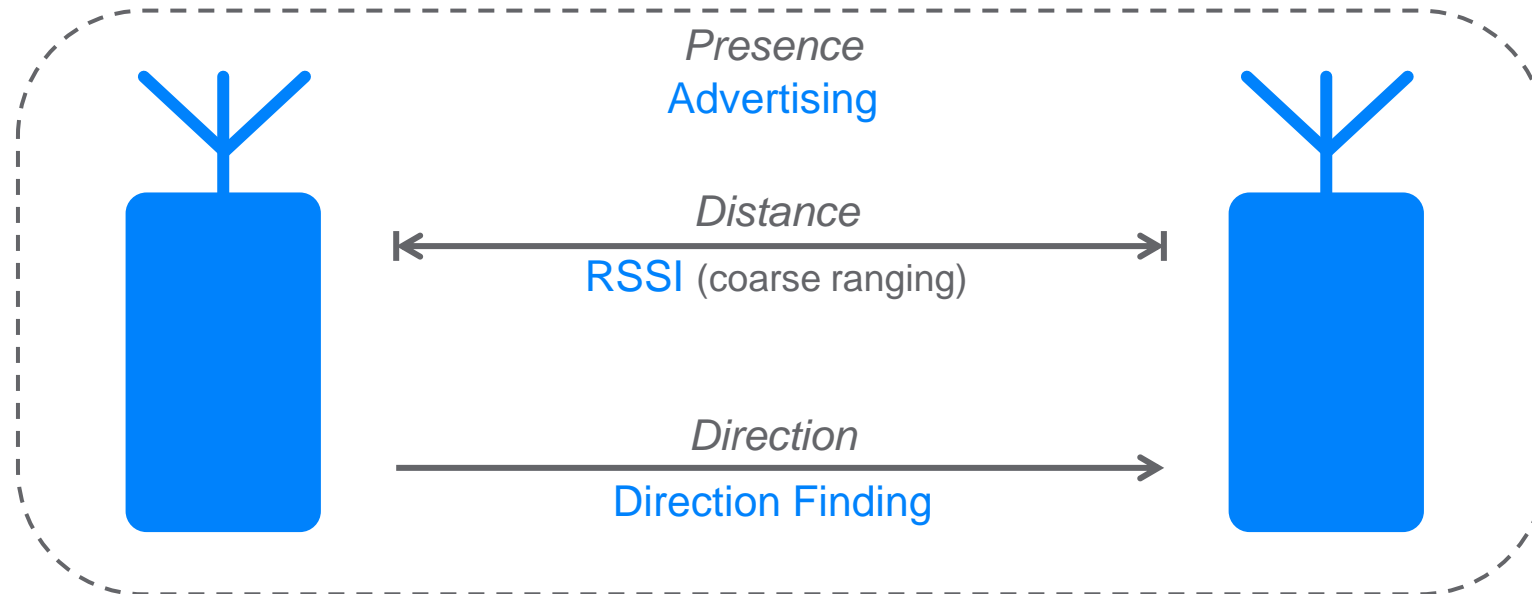 Presence
Advertising
Distance
RSSI (coarse ranging)
Direction
Direction Finding